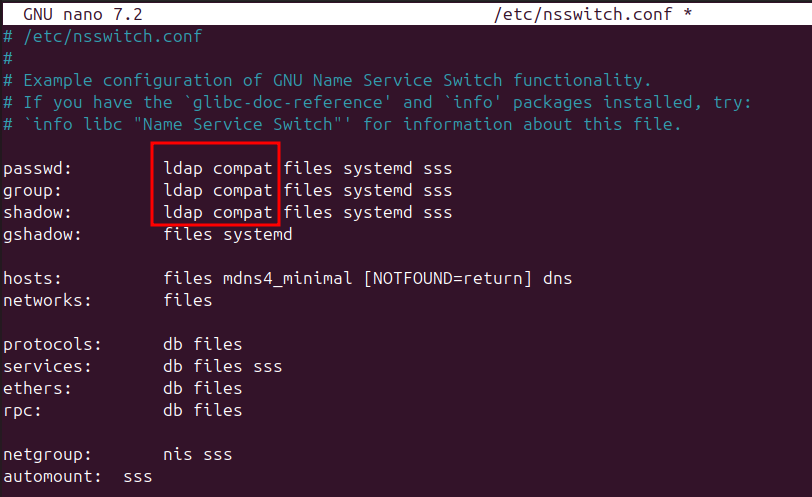 GNU nano 7.2 /etc/nsswitch.conf *
# /etc/nsswitch.conf
#
# Example configuration of GNU Name Service Switch functionality.
# If you have the `glibc-doc-reference' and `info' packages installed, try:
# `info libc "Name Service Switch"' for information about this file.
passwd: ldap compat files systemd sss
group: ldap compat files systemd sss
shadow: ldap compat files systemd sss
gshadow: files systemd
hosts: files mdns4_minimal [NOTFOUND=return] dns
networks: files
protocols: db files
services: db files sss
ethers: db files
rpc: db files
netgroup: nis sss
automount: sss